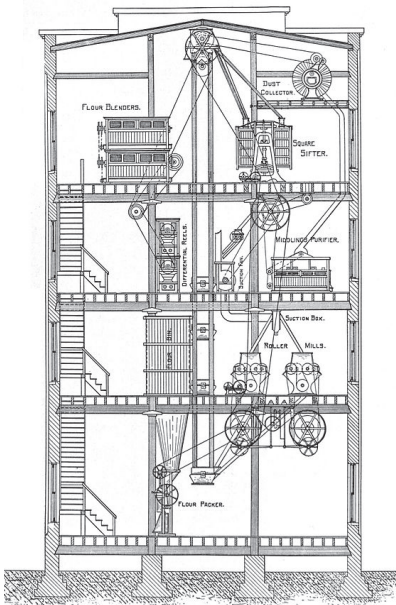 DUST
COLLECTOR.
FLOUR BLENDERS.
SQUARE
SIFTER.
DIFFERENTIAL REELS.
SUCTION FAN.
MIDDLINGS PURIFIER.
SUCTION BOX.
FLOUR BIN.
ROLLER MILLS.
FLOUR PACKER.